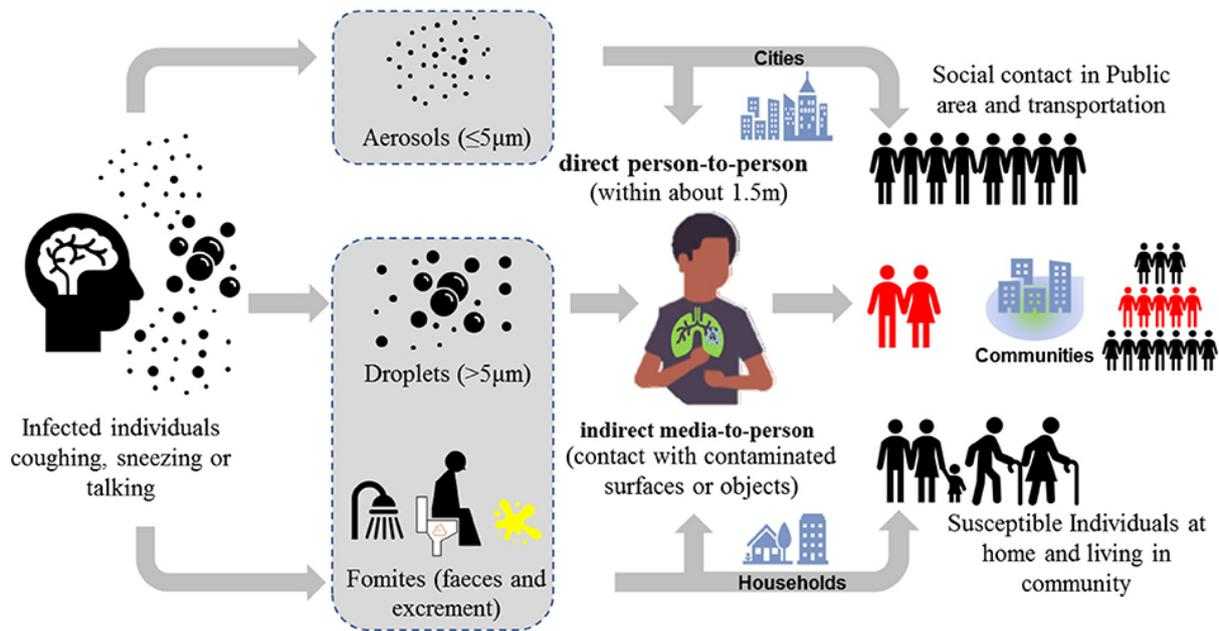 Aerosols (≤5μm)
Cities
Social contact in Public
area and transportation
direct person-to-person
(within about 1.5m)
Infected individuals
coughing, sneezing or
talking
Droplets (>5μm)
Communities
indirect media-to-person
(contact with contaminated
surfaces or objects)
Fomites (faeces and
excrement)
Households
Susceptible Individuals at
home and living in
community